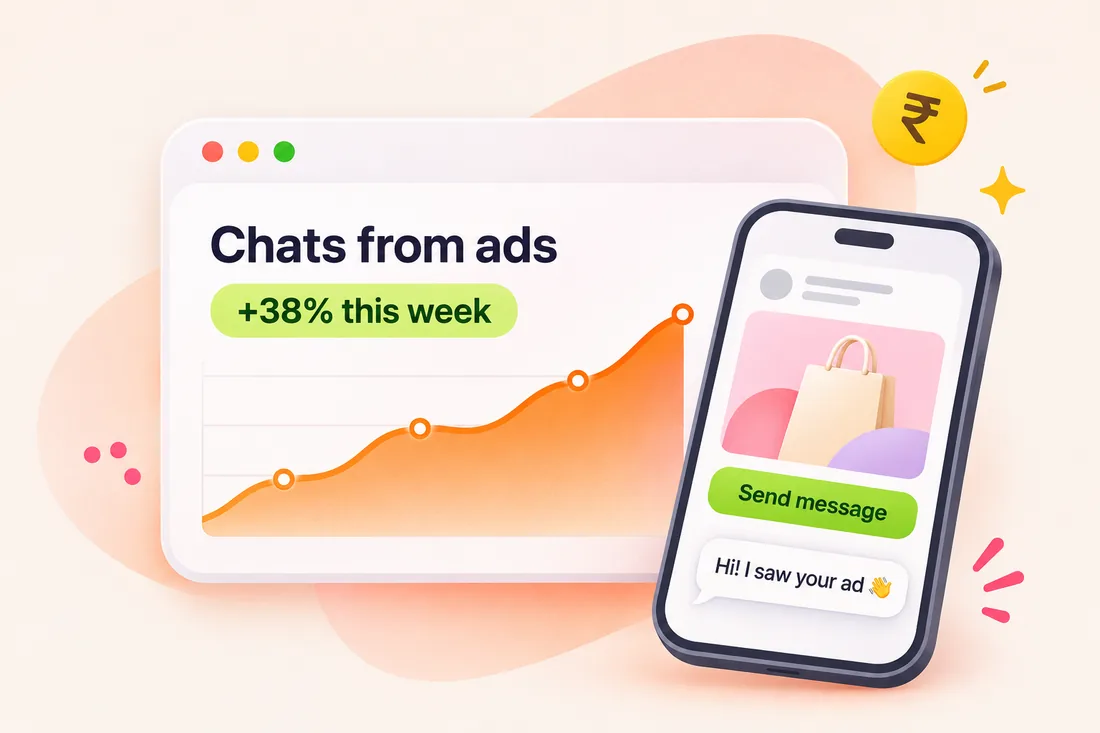 Chats from ads
+38% this week
₹
Send message
Hi! I saw your ad 👋